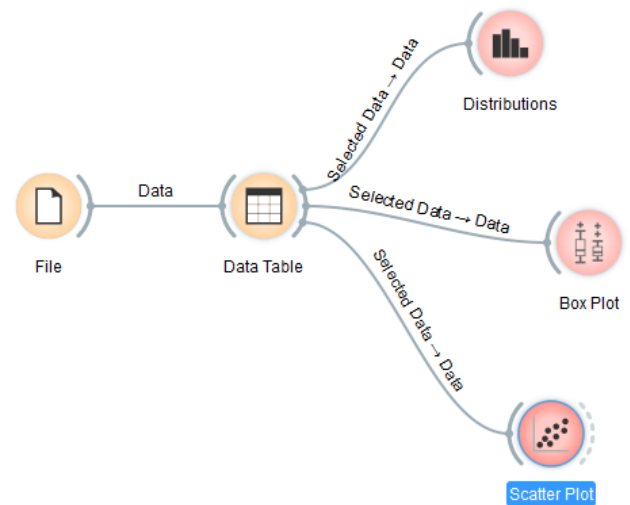 Selected Data → Data
Distributions
Data
Selected Data → Data
File
Data Table
Selected Data → Data
Box Plot
Scatter Plot